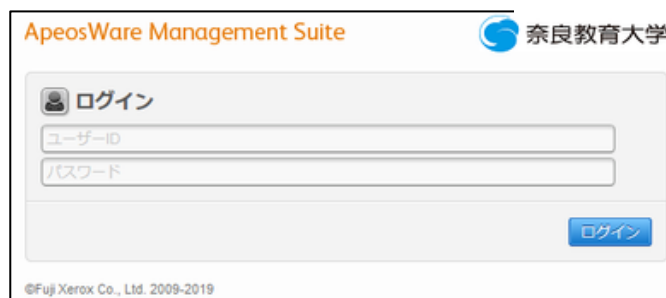 ApeosWare Management Suite
奈良教育大学
ログイン
ユーザーID
パスワード
ログイン
©Fuji Xerox Co., Ltd. 2009-2019